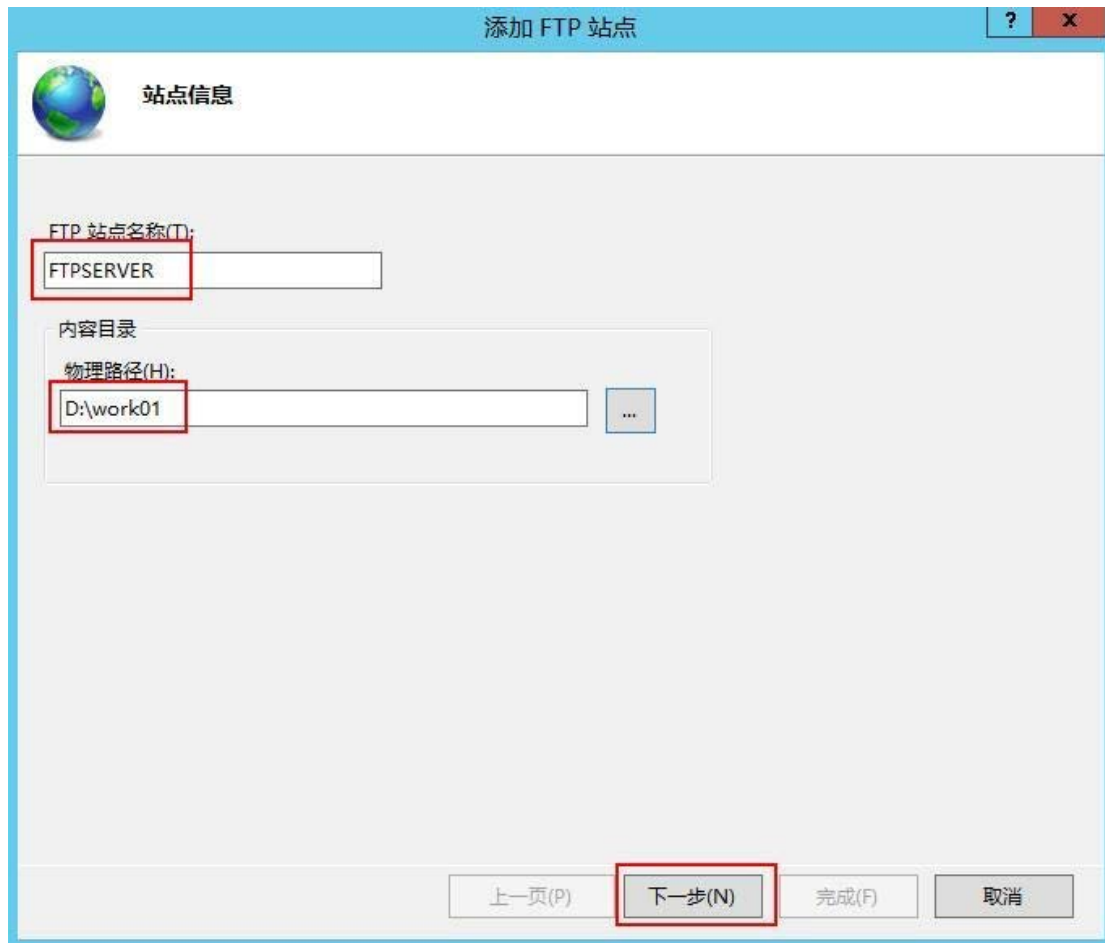 添加 FTP 站点
? x
站点信息
FTP 站点名称(T):
FTPSERVER
内容目录
物理路径(H):
D:\work01
...
上一页(P) 下一步(N) 完成(F) 取消